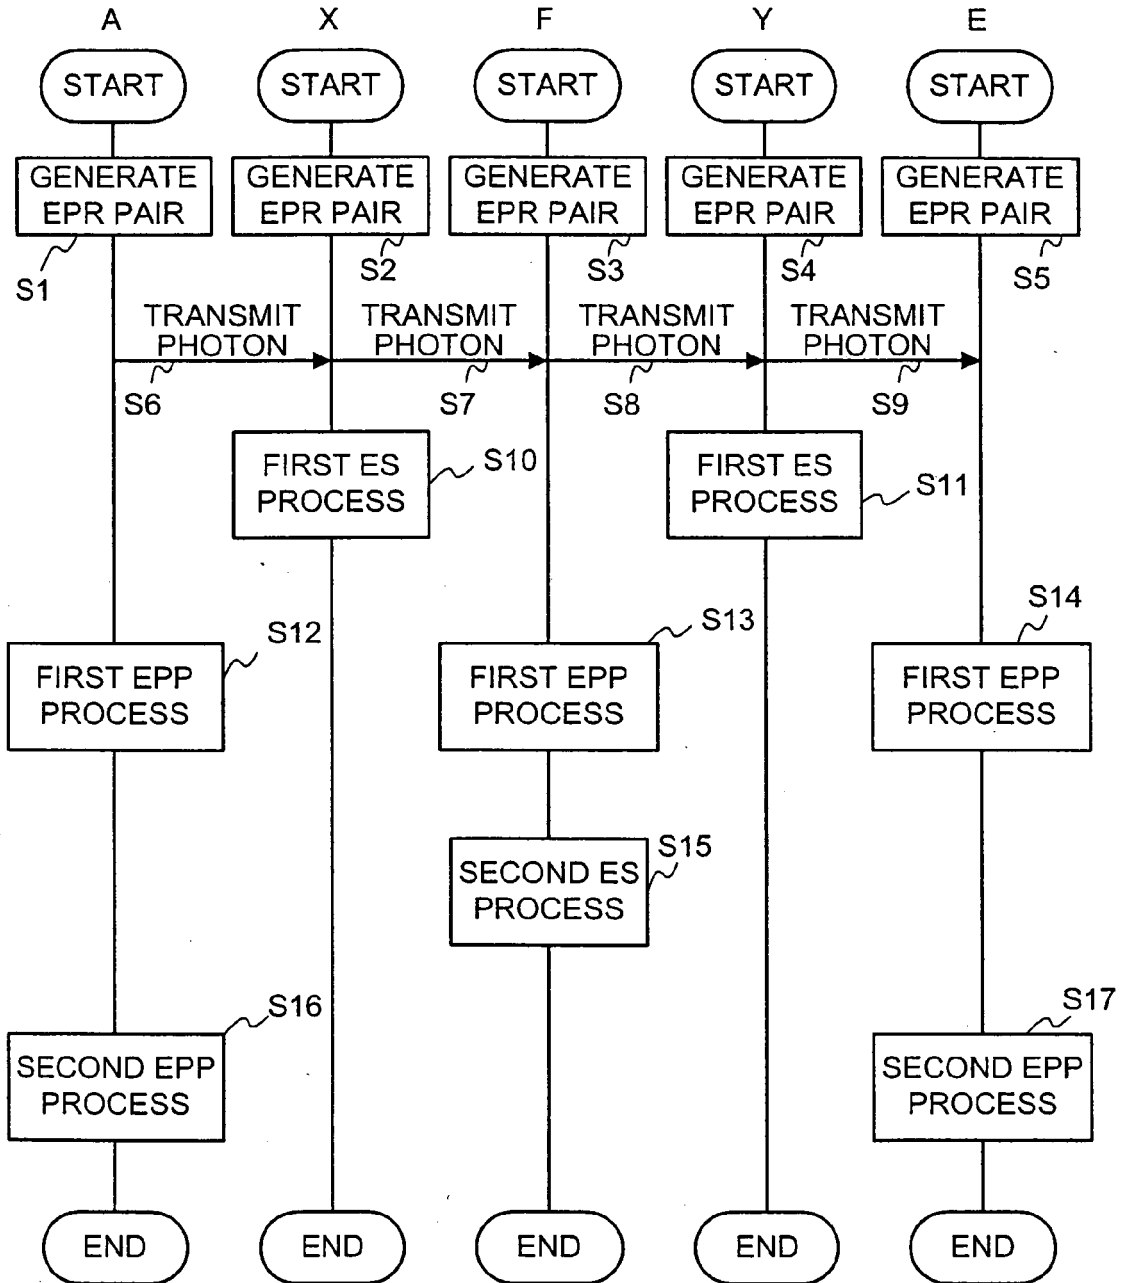 A X F Y E
START START START START START
GENERATE EPR PAIR
GENERATE EPR PAIR
GENERATE EPR PAIR
GENERATE EPR PAIR
GENERATE EPR PAIR
S1
S2
S3
S4
S5
TRANSMIT PHOTON
TRANSMIT PHOTON
TRANSMIT PHOTON
TRANSMIT PHOTON
S6
S7
S8
S9
FIRST ES
PROCESS
S10
FIRST ES
PROCESS
S11
FIRST EPP
PROCESS
S12
FIRST EPP
PROCESS
S13
FIRST EPP
PROCESS
S14
SECOND ES
PROCESS
S15
SECOND EPP
PROCESS
S16
SECOND EPP
PROCESS
S17
END END END END END